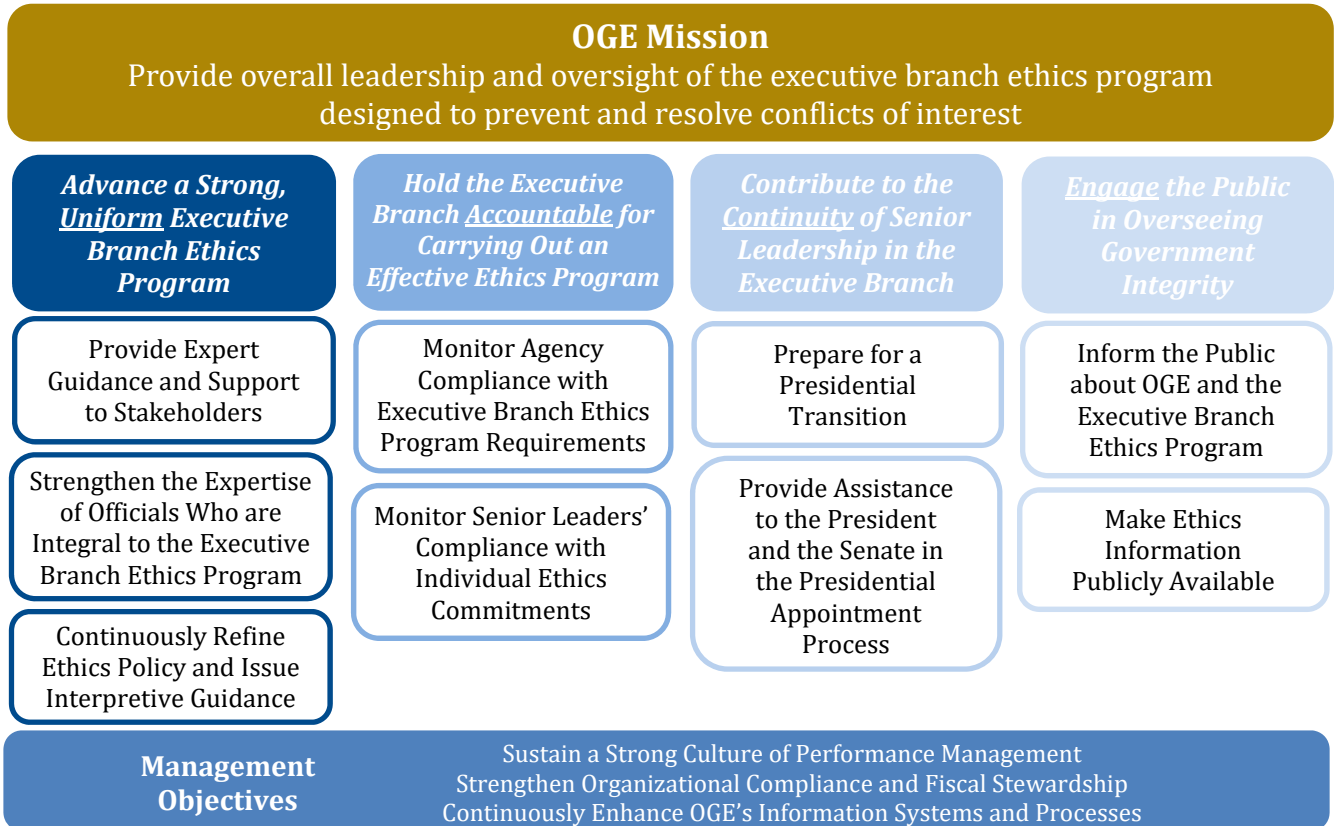 OGE Mission
Provide overall leadership and oversight of the executive branch ethics program
designed to prevent and resolve conflicts of interest
Advance a Strong,
Uniform Executive
Branch Ethics
Program
Provide Expert
Guidance and Support
to Stakeholders
Strengthen the Expertise
of Officials Who are
Integral to the Executive
Branch Ethics Program
Continuously Refine
Ethics Policy and Issue
Interpretive Guidance
Hold the Executive
Branch Accountable for
Carrying Out an
Effective Ethics Program
Monitor Agency
Compliance with
Executive Branch Ethics
Program Requirements
Monitor Senior Leaders’
Compliance with
Individual Ethics
Commitments
Contribute to the
Continuity of Senior
Leadership in the
Executive Branch
Prepare for a
Presidential
Transition
Provide Assistance
to the President
and the Senate in
the Presidential
Appointment
Process
Engage the Public
in Overseeing
Government
Integrity
Inform the Public
about OGE and the
Executive Branch
Ethics Program
Make Ethics
Information
Publicly Available
Management
Objectives
Sustain a Strong Culture of Performance Management
Strengthen Organizational Compliance and Fiscal Stewardship
Continuously Enhance OGE’s Information Systems and Processes